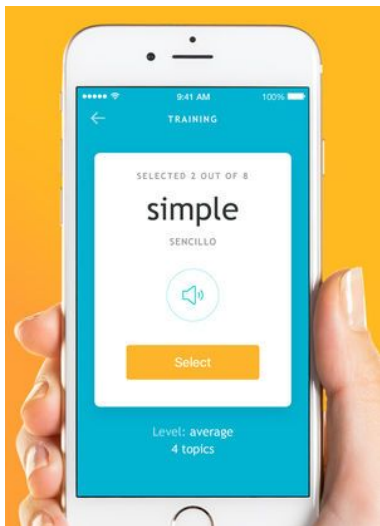 9:41 AM
100%
TRAINING
SELECTED 2 OUT OF 8
simple
SENCILLO
Select
Level: average
4 topics